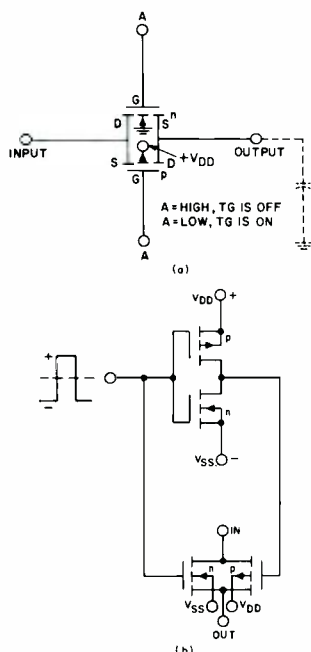 A
G
n
D
S
INPUT
+VDD
OUTPUT
S
D
G
p
A = HIGH, TG IS OFF
A = LOW, TG IS ON
A
(a)
VDD +
p
+
-
n
VSS -
IN
n
p
VSS
VDD
OUT
(b)